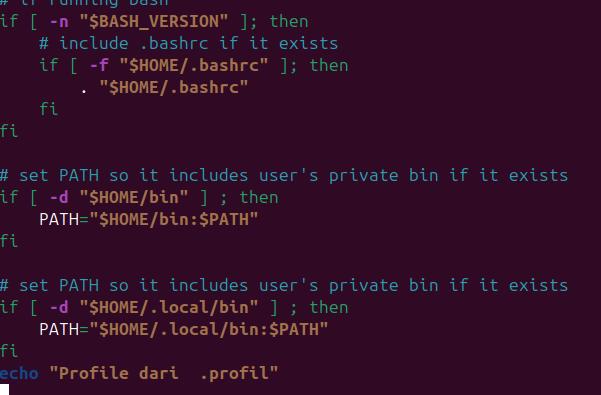 # if running bash
if [ -n "$BASH_VERSION" ]; then
    # include .bashrc if it exists
    if [ -f "$HOME/.bashrc" ]; then
        . "$HOME/.bashrc"
    fi
fi

# set PATH so it includes user's private bin if it exists
if [ -d "$HOME/bin" ] ; then
    PATH="$HOME/bin:$PATH"
fi

# set PATH so it includes user's private bin if it exists
if [ -d "$HOME/.local/bin" ] ; then
    PATH="$HOME/.local/bin:$PATH"
fi
echo "Profile dari  .profil"